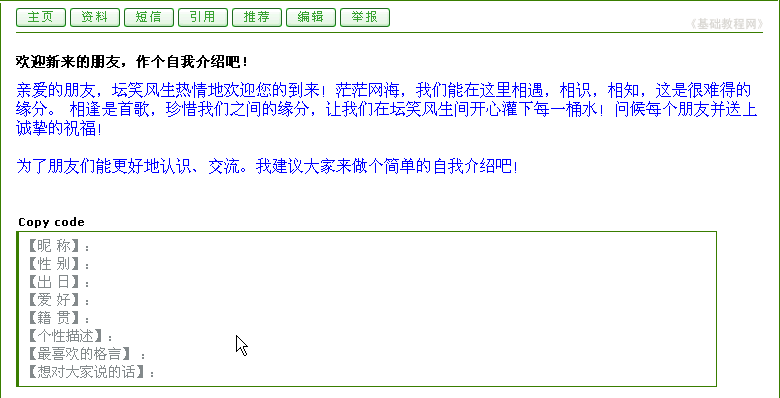 主页 资料 短信 引用 推荐 编辑 举报
《基础教程网》
欢迎新来的朋友，作个自我介绍吧！
亲爱的朋友，坛笑风生热情地欢迎您的到来！茫茫网海，我们能在这里相遇，相识，相知，这是很难得的
缘分。 相逢是首歌，珍惜我们之间的缘分，让我们在坛笑风生间开心灌下每一桶水！问候每个朋友并送上
诚挚的祝福！
为了朋友们能更好地认识、交流。我建议大家来做个简单的自我介绍吧！
Copy code
【昵 称】：
【性 别】：
【出 日】：
【爱 好】：
【籍 贯】：
【个性描述】：
【最喜欢的格言】 ：
【想对大家说的话】：